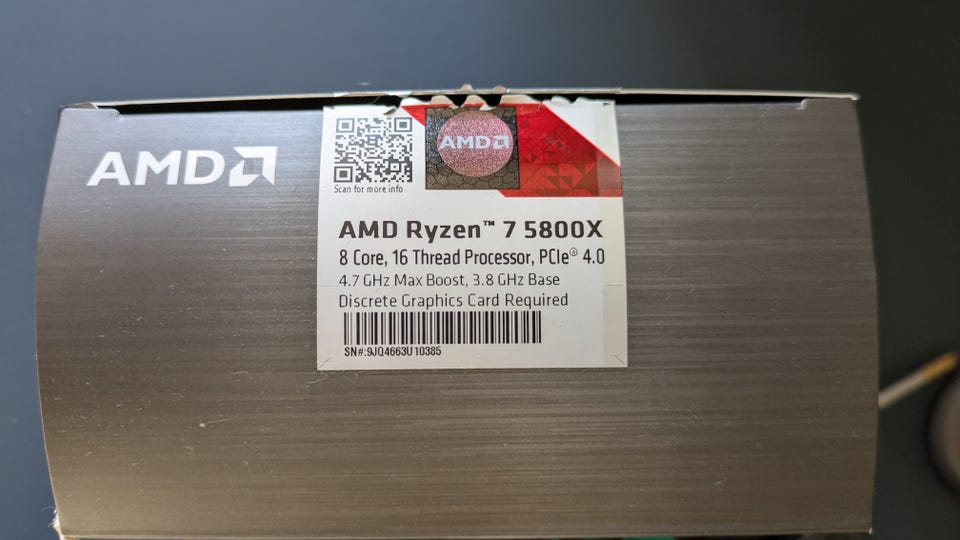 AMD
Scan for more info
AMD
AMD Ryzen™ 7 5800X
8 Core, 16 Thread Processor, PCIe® 4.0
4.7 GHz Max Boost, 3.8 GHz Base
Discrete Graphics Card Required
SN#:9JQ4663U10385